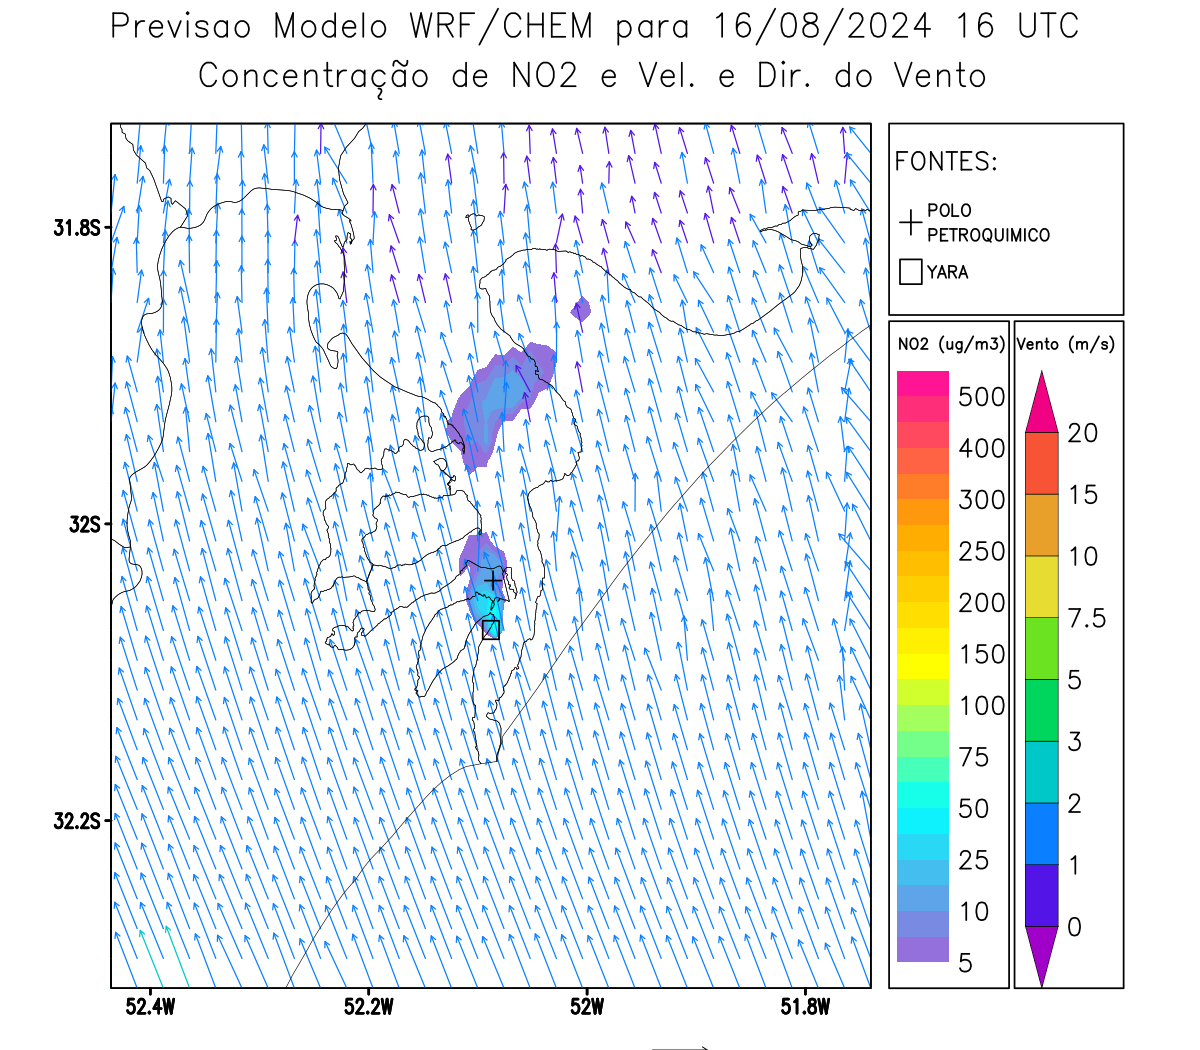 Previsao Modelo WRF/CHEM para 16/08/2024 16 UTC
Concentração de NO2 e Vel. e Dir. do Vento
31.8S
32S
32.2S
52.4W
52.2W
52W
51.8W
FONTES:
POLO
PETROQUIMICO
YARA
NO2 (ug/m3)
500
400
300
250
200
150
100
75
50
25
10
5
Vento (m/s)
20
15
10
7.5
5
3
2
1
0